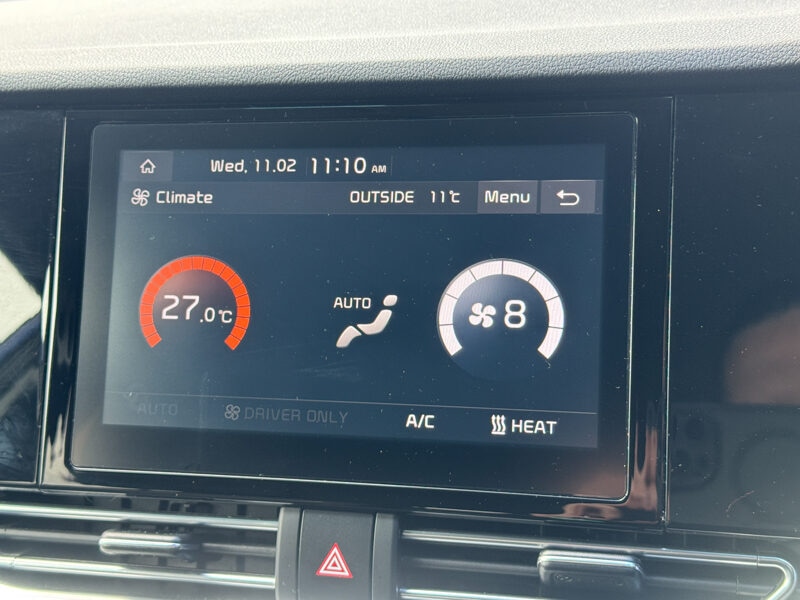 Wed, 11.02 11:10 AM
Climate OUTSIDE 11℃ Menu
27.0℃
AUTO
8
AUTO DRIVER ONLY A/C HEAT